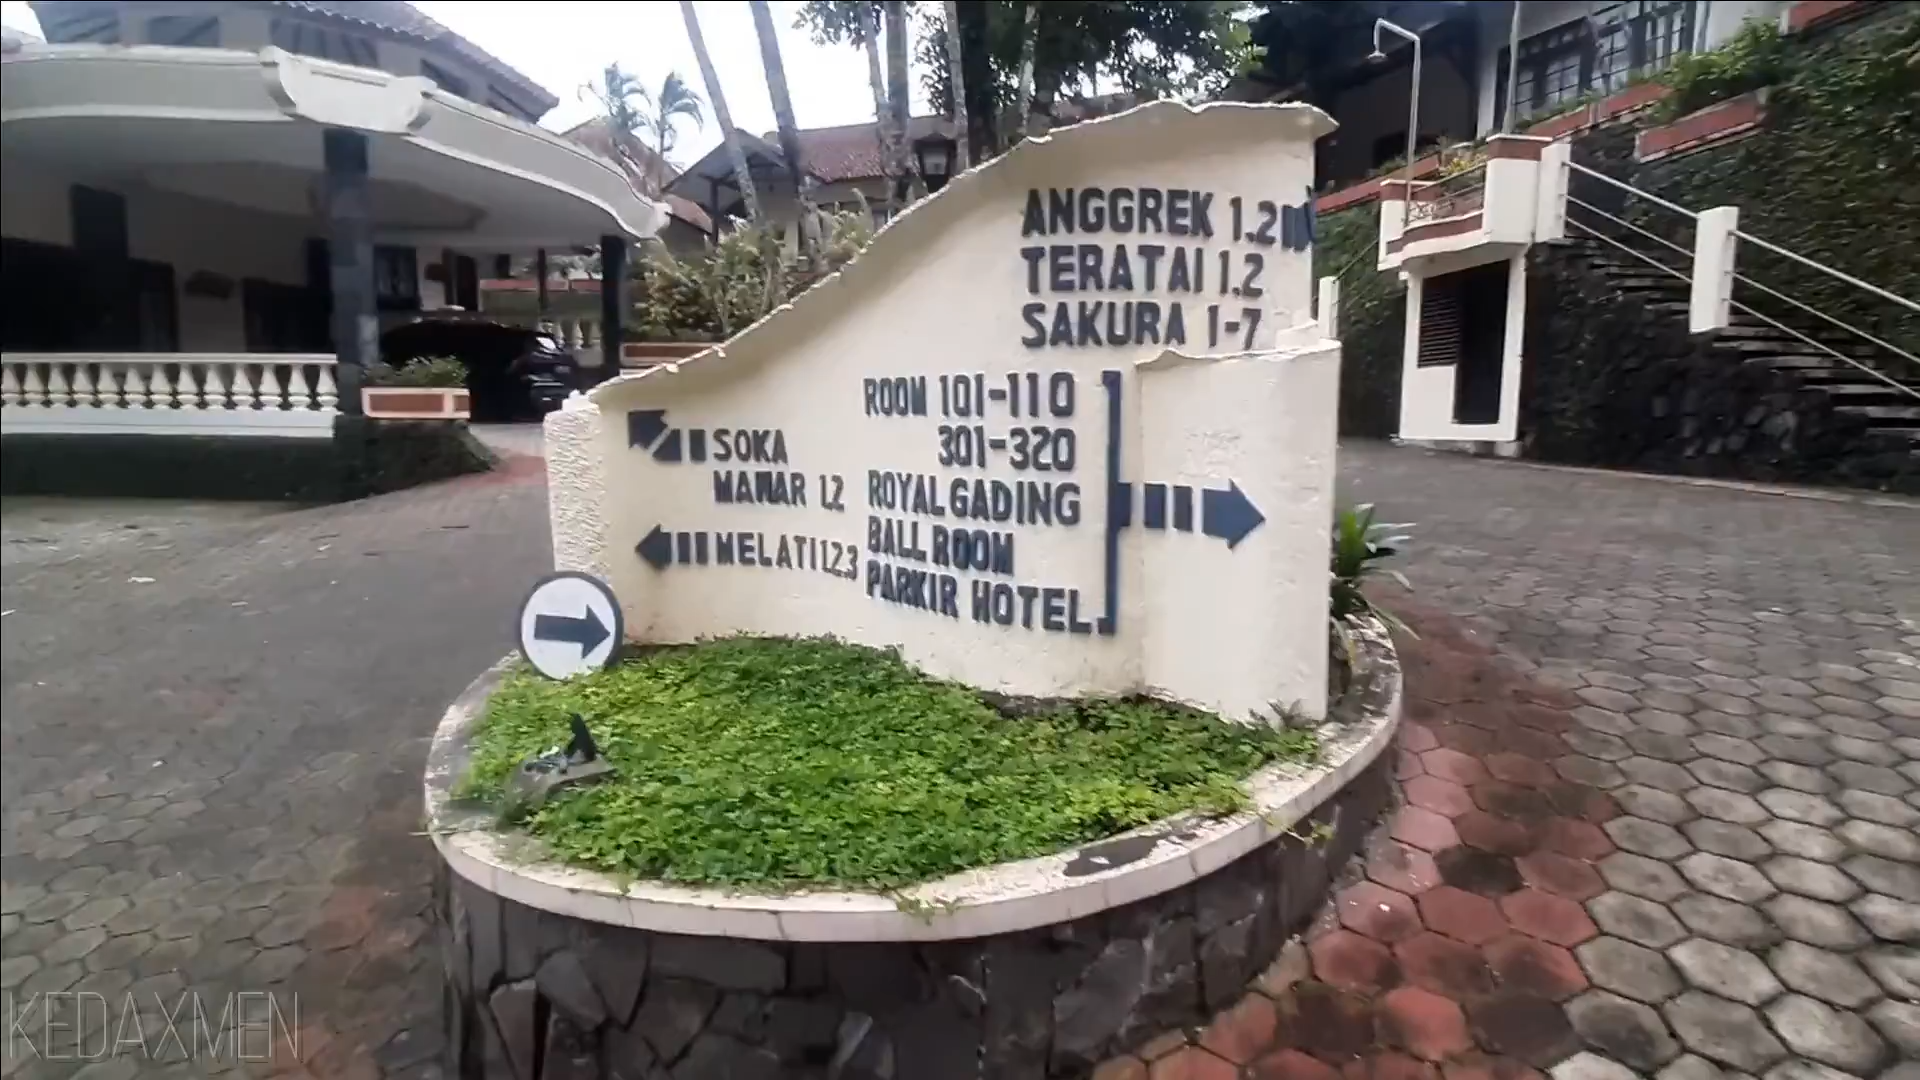 ANGGREK 1.2
TERATAI 1.2
SAKURA 1-7
ROOM 101-110
301-320
ROYAL GADING
BALL ROOM
PARKIR HOTEL
SOKA
MAWAR 1.2
MELATI 1.2.3
KEDAXMEN